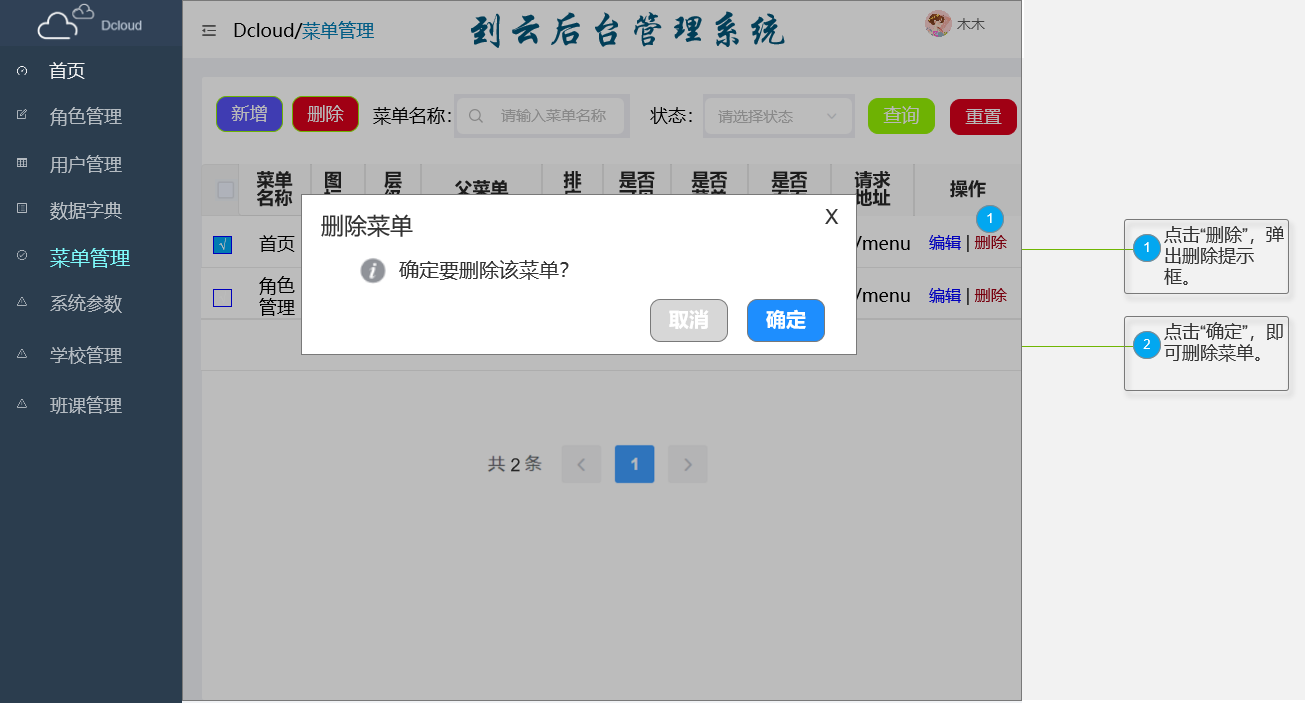 Dcloud
首页
角色管理
用户管理
数据字典
菜单管理
系统参数
学校管理
班课管理
Dcloud/菜单管理
到云后台管理系统
木木
新增
删除
菜单名称：
请输入菜单名称
状态：
请选择状态
查询
重置
菜单
名称
图
层
父菜单
排
是否
是否
是否
请求
地址
操作
1
√
首页
/menu
编辑 | 删除
角色
管理
/menu
编辑 | 删除
删除菜单
X
i
确定要删除该菜单？
取消
确定
共 2 条
<
1
>
1
点击“删除”，弹
出删除提示
框。
2
点击“确定”，即
可删除菜单。